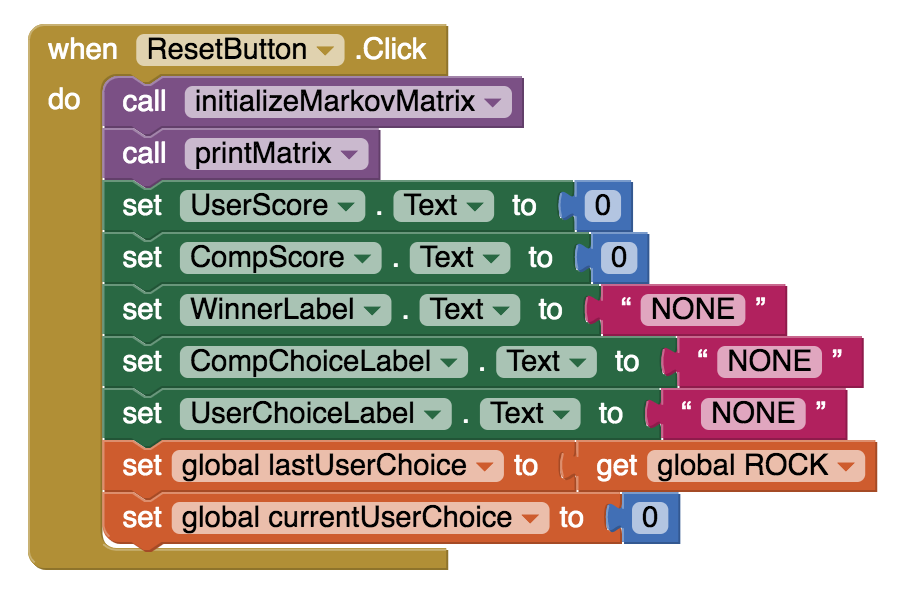 when ResetButton .Click
do call initializeMarkovMatrix
call printMatrix
set UserScore . Text to 0
set CompScore . Text to 0
set WinnerLabel . Text to “ NONE ”
set CompChoiceLabel . Text to “ NONE ”
set UserChoiceLabel . Text to “ NONE ”
set global lastUserChoice to get global ROCK
set global currentUserChoice to 0